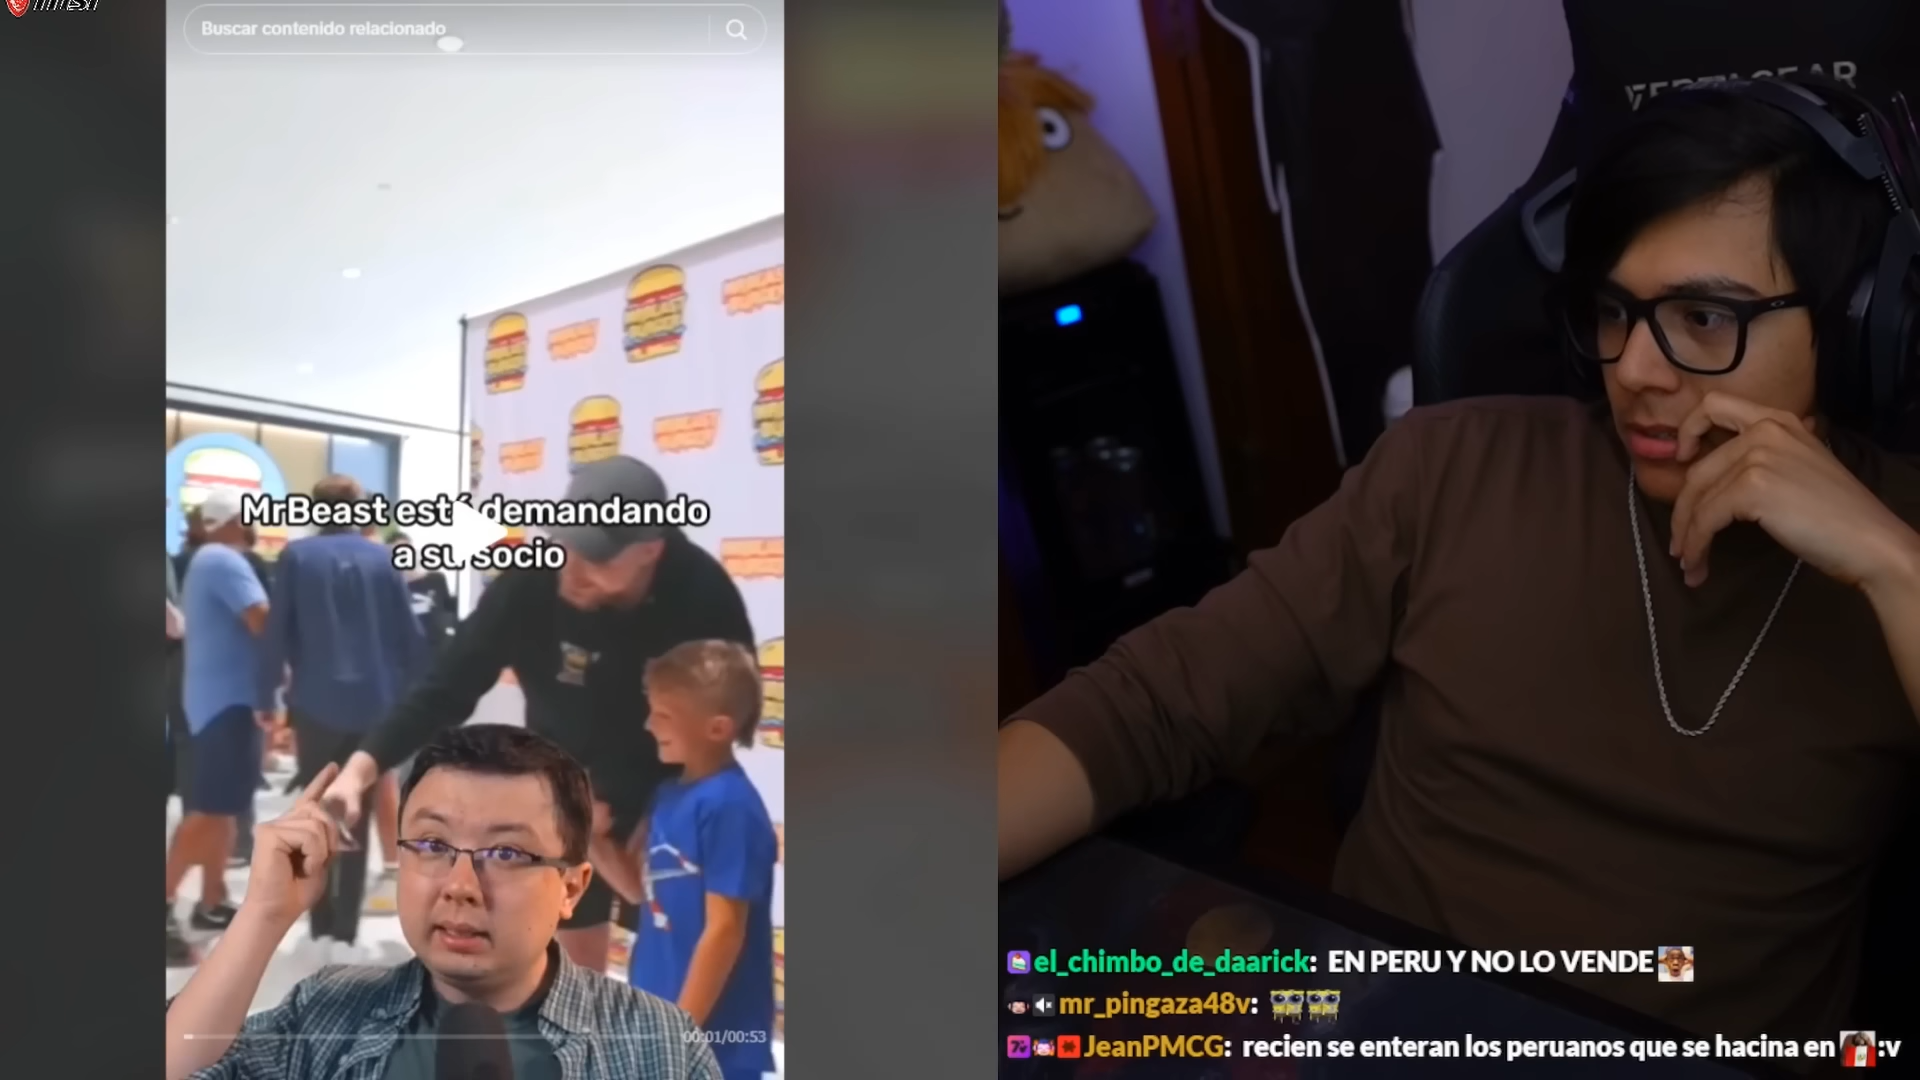 Buscar contenido relacionado
MrBeast está demandando
a su socio
00:01/00:53
el_chimbo_de_daarick: EN PERU Y NO LO VENDE
mr_pingaza48v:
JeanPMCG: recien se enteran los peruanos que se hacina en :v